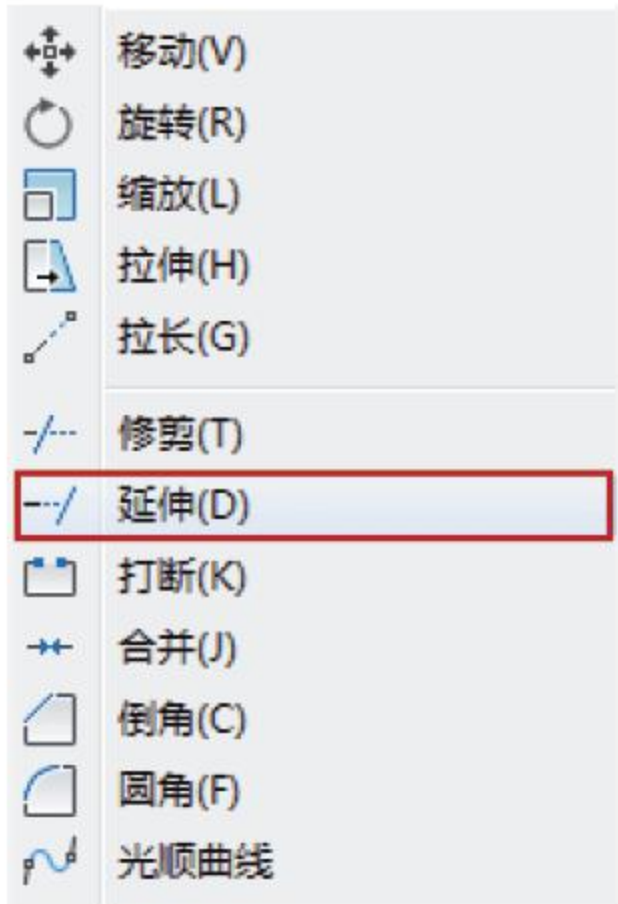 移动(V)
旋转(R)
缩放(L)
拉伸(H)
拉长(G)
修剪(T)
延伸(D)
打断(K)
合并(J)
倒角(C)
圆角(F)
光顺曲线